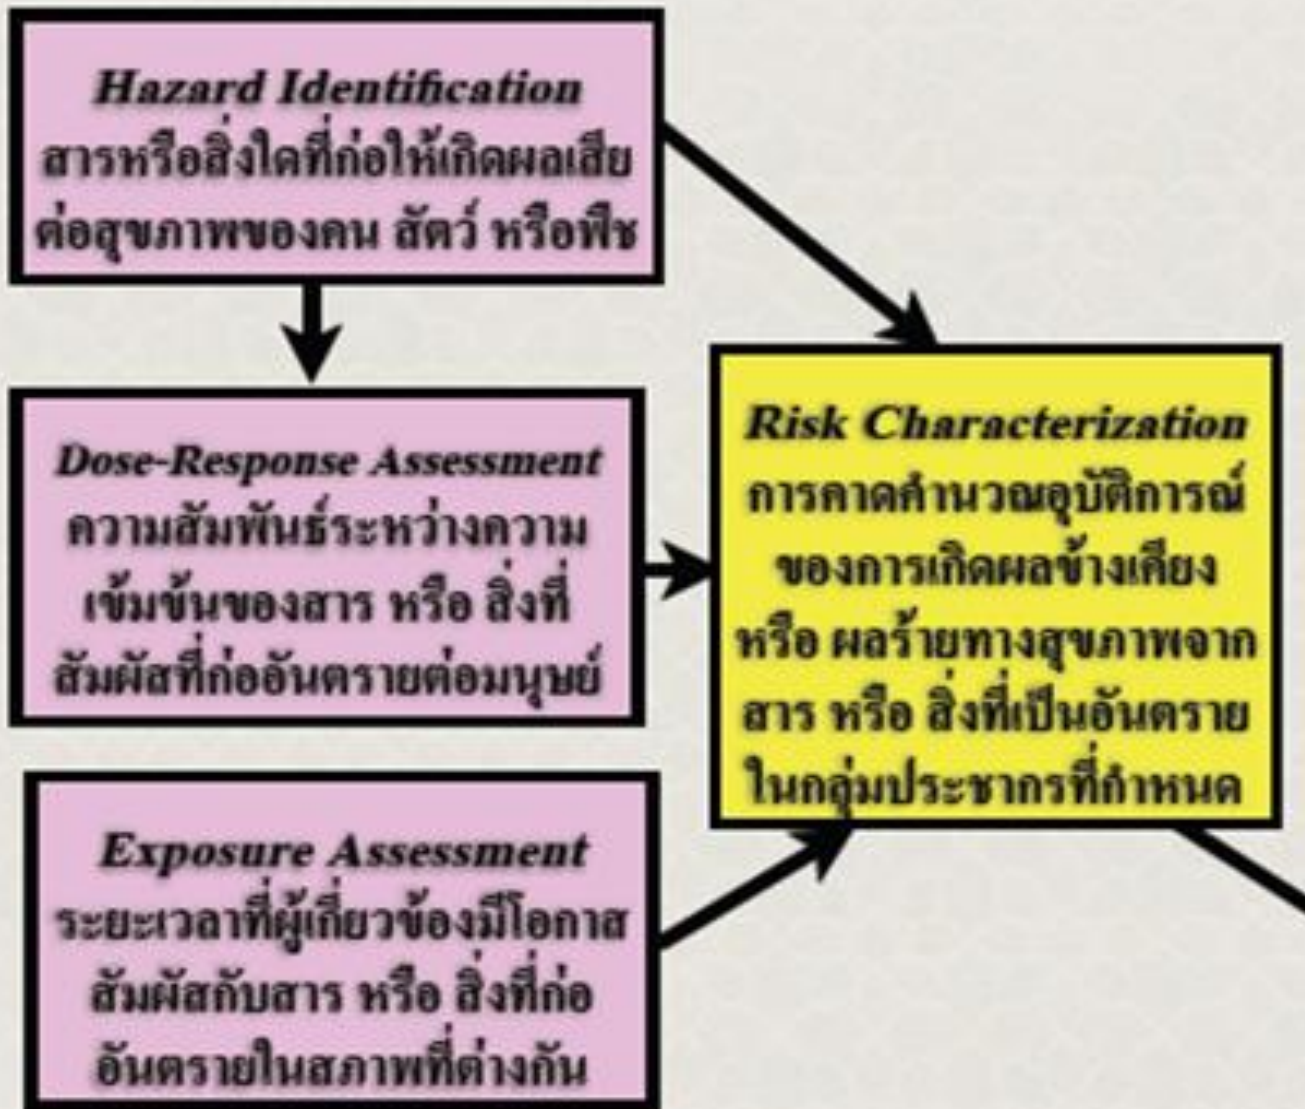 Hazard Identification
สารหรือสิ่งใดที่ก่อให้เกิดผลเสีย
ต่อสุขภาพของคน สัตว์ หรือพืช
Dose-Response Assessment
ความสัมพันธ์ระหว่างความ
เข้มข้นของสาร หรือ สิ่งที่
สัมผัสที่ก่ออันตรายต่อมนุษย์
Exposure Assessment
ระยะเวลาที่ผู้เกี่ยวข้องมีโอกาส
สัมผัสกับสาร หรือ สิ่งที่ก่อ
อันตรายในสภาพที่ต่างกัน
Risk Characterization
การคาดคำนวณอุบัติการณ์
ของการเกิดผลข้างเคียง
หรือ ผลร้ายทางสุขภาพจาก
สาร หรือ สิ่งที่เป็นอันตราย
ในกลุ่มประชากรที่กำหนด